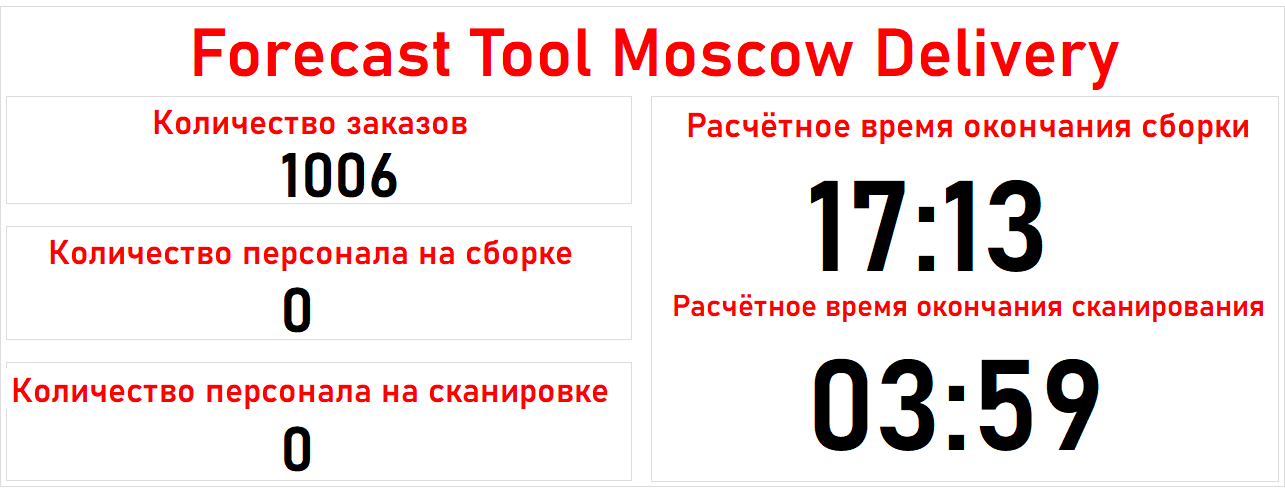 Forecast Tool Moscow Delivery
Количество заказов
1006
Количество персонала на сборке
0
Количество персонала на сканировке
0
Расчётное время окончания сборки
17:13
Расчётное время окончания сканирования
03:59